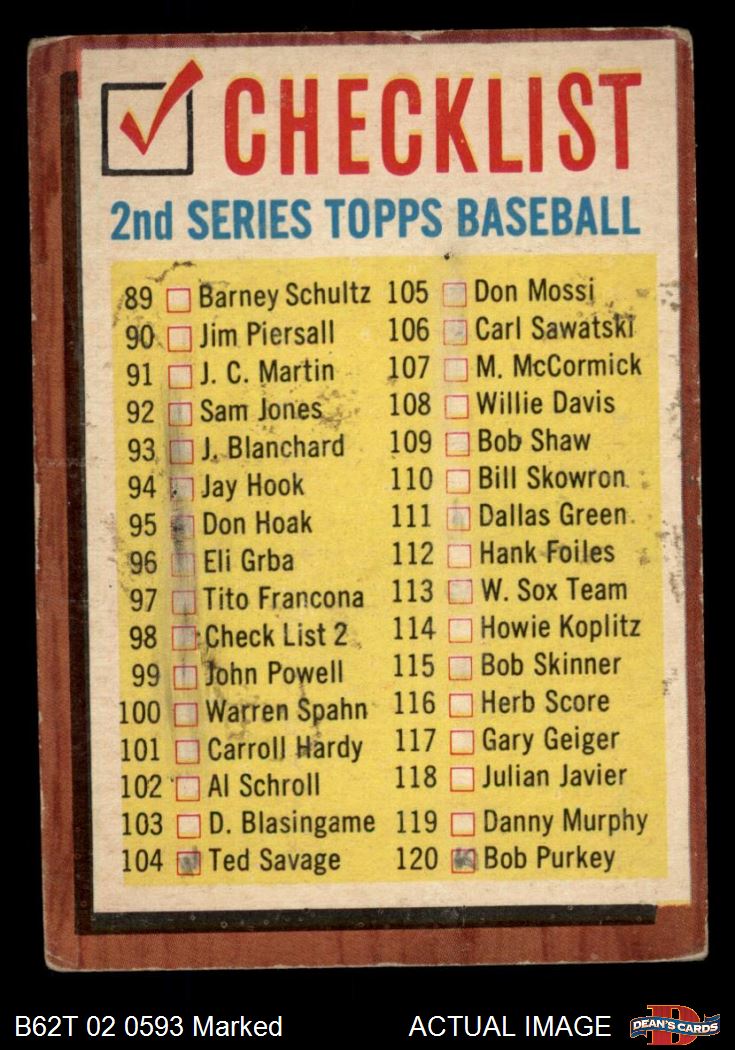 CHECKLIST
2nd SERIES TOPPS BASEBALL
89 Barney Schultz
90 Jim Piersall
91 J. C. Martin
92 Sam Jones
93 J. Blanchard
94 Jay Hook
95 Don Hoak
96 Eli Grba
97 Tito Francona
98 Check List 2
99 John Powell
100 Warren Spahn
101 Carroll Hardy
102 Al Schroll
103 D. Blasingame
104 Ted Savage
105 Don Mossi
106 Carl Sawatski
107 M. McCormick
108 Willie Davis
109 Bob Shaw
110 Bill Skowron
111 Dallas Green
112 Hank Foiles
113 W. Sox Team
114 Howie Koplitz
115 Bob Skinner
116 Herb Score
117 Gary Geiger
118 Julian Javier
119 Danny Murphy
120 Bob Purkey
B62T 02 0593 Marked
ACTUAL IMAGE
D
DEAN'S CARDS